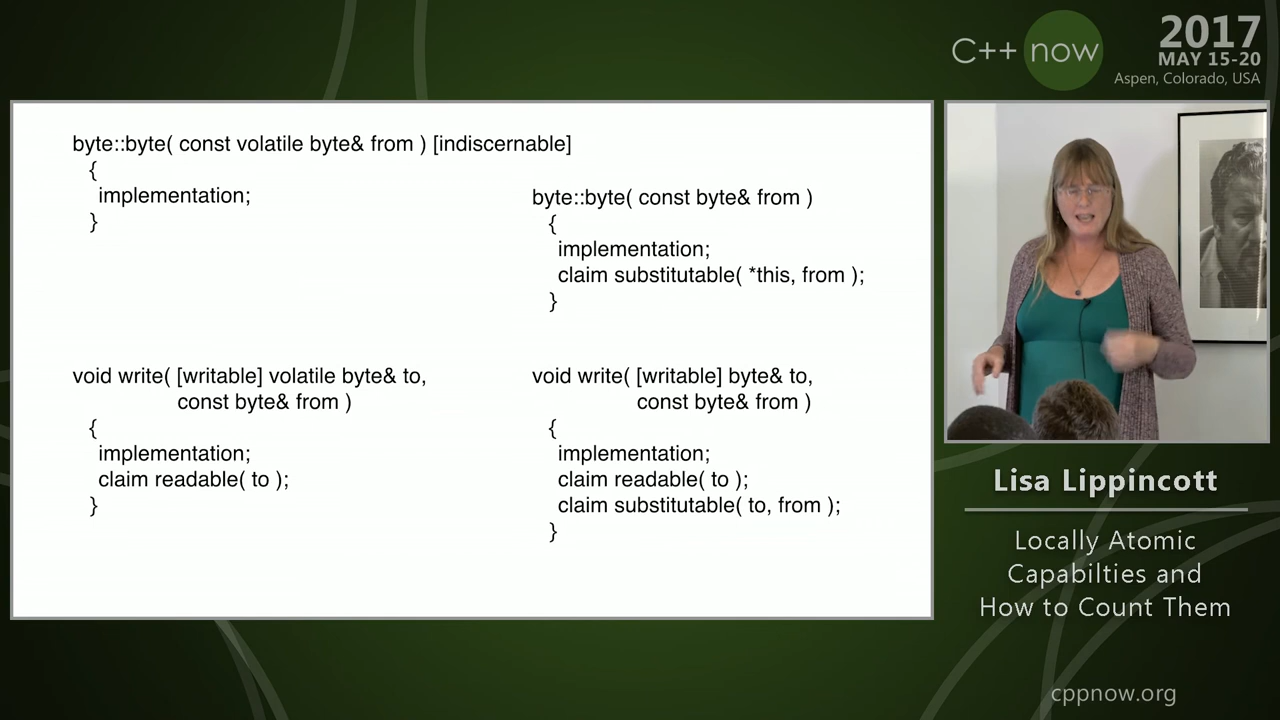 C++ now
2017
MAY 15-20
Aspen, Colorado, USA
byte::byte( const volatile byte& from ) [indiscernable]
{
implementation;
}
byte::byte( const byte& from )
{
implementation;
claim substitutable( *this, from );
}
void write( [writable] volatile byte& to,
const byte& from )
{
implementation;
claim readable( to );
}
void write( [writable] byte& to,
const byte& from )
{
implementation;
claim readable( to );
claim substitutable( to, from );
}
Lisa Lippincott
Locally Atomic
Capabilties and
How to Count Them
cppnow.org